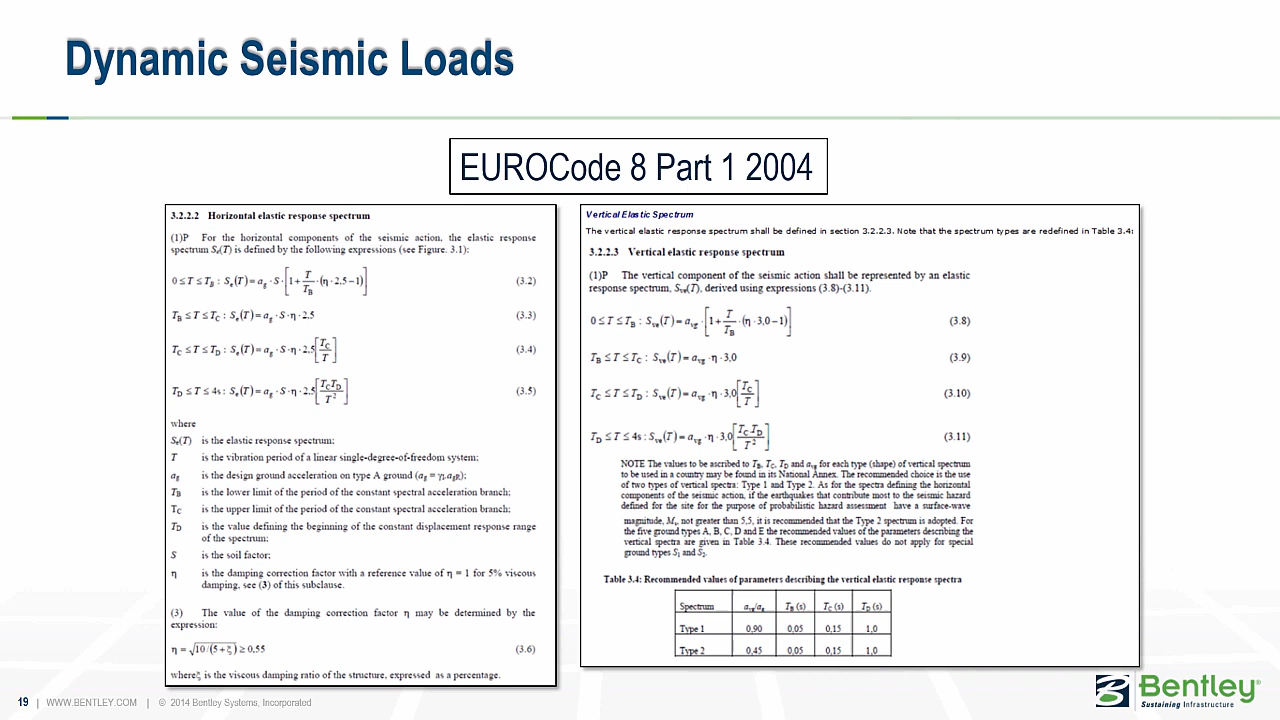 Dynamic Seismic Loads
EUROCode 8 Part 1 2004
3.2.2.2 Horizontal elastic response spectrum
(1)P For the horizontal components of the seismic action, the elastic response
spectrum Se(T) is defined by the following expressions (see Figure. 3.1):
0 ≤ T ≤ TB : Se(T) = ag · S · [1 + T/TB · (η · 2,5 − 1)] (3.2)
TB ≤ T ≤ TC : Se(T) = ag · S · η · 2,5 (3.3)
TC ≤ T ≤ TD : Se(T) = ag · S · η · 2,5 [TC/T] (3.4)
TD ≤ T ≤ 4s : Se(T) = ag · S · η · 2,5 [TCTD/T²] (3.5)
where
Se(T) is the elastic response spectrum;
T is the vibration period of a linear single-degree-of-freedom system;
ag is the design ground acceleration on type A ground (ag = γI.agR);
TB is the lower limit of the period of the constant spectral acceleration branch;
TC is the upper limit of the period of the constant spectral acceleration branch;
TD is the value defining the beginning of the constant displacement response range
of the spectrum;
S is the soil factor;
η is the damping correction factor with a reference value of η = 1 for 5% viscous
damping, see (3) of this subclause.
(3) The value of the damping correction factor η may be determined by the
expression:
η = √10/(5 + ξ) ≥ 0,55 (3.6)
where ξ is the viscous damping ratio of the structure, expressed as a percentage.
Vertical Elastic Spectrum
The vertical elastic response spectrum shall be defined in section 3.2.2.3. Note that the spectrum types are redefined in Table 3.4:
3.2.2.3 Vertical elastic response spectrum
(1)P The vertical component of the seismic action shall be represented by an elastic
response spectrum, Sve(T), derived using expressions (3.8)-(3.11).
0 ≤ T ≤ TB : Sve(T) = avg · [1 + T/TB · (η · 3,0 − 1)] (3.8)
TB ≤ T ≤ TC : Sve(T) = avg · η · 3,0 (3.9)
TC ≤ T ≤ TD : Sve(T) = avg · η · 3,0 [TC/T] (3.10)
TD ≤ T ≤ 4s : Sve(T) = avg · η · 3,0 [TC.TD/T²] (3.11)
NOTE The values to be ascribed to TB, TC, TD and avg for each type (shape) of vertical spectrum
to be used in a country may be found in its National Annex. The recommended choice is the use
of two types of vertical spectra: Type 1 and Type 2. As for the spectra defining the horizontal
components of the seismic action, if the earthquakes that contribute most to the seismic hazard
defined for the site for the purpose of probabilistic hazard assessment have a surface-wave
magnitude, Ms, not greater than 5,5, it is recommended that the Type 2 spectrum is adopted. For
the five ground types A, B, C, D and E the recommended values of the parameters describing the
vertical spectra are given in Table 3.4. These recommended values do not apply for special
ground types S1 and S2.
Table 3.4: Recommended values of parameters describing the vertical elastic response spectra
Spectrum avg/ag TB (s) TC (s) TD (s)
Type 1 0,90 0,05 0,15 1,0
Type 2 0,45 0,05 0,15 1,0
19 | WWW.BENTLEY.COM | © 2014 Bentley Systems, Incorporated
B Bentley®
Sustaining Infrastructure